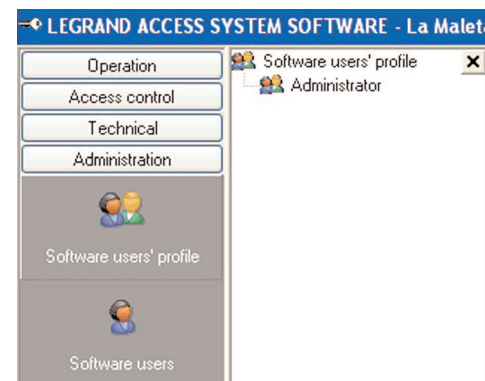 LEGRAND ACCESS SYSTEM SOFTWARE - La Maleta
Operation
Access control
Technical
Administration
Software users' profile
Software users
Software users' profile
Administrator